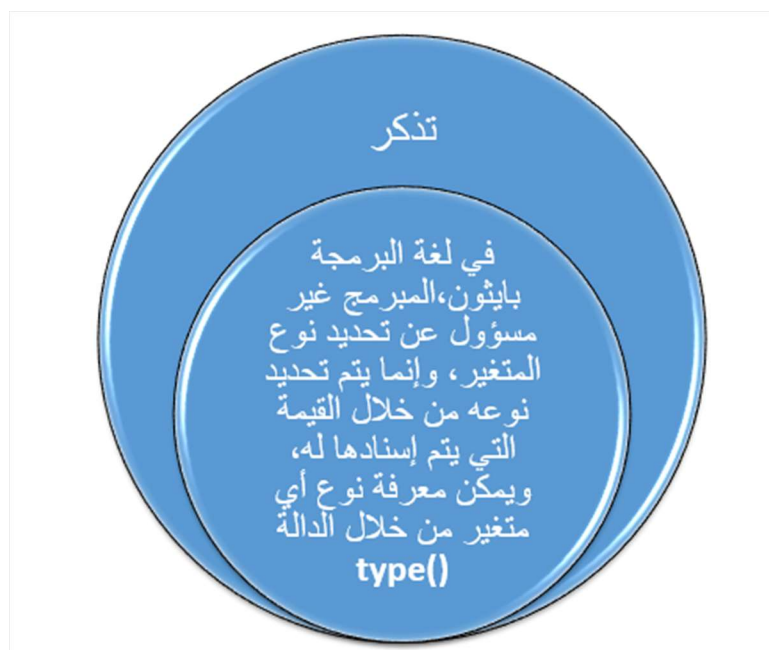 تذكر
في لغة البرمجة
بايثون،المبرمج غير
مسؤول عن تحديد نوع
المتغير، وإنما يتم تحديد
نوعه من خلال القيمة
التي يتم إسنادها له،
ويمكن معرفة نوع أي
متغير من خلال الدالة
type()